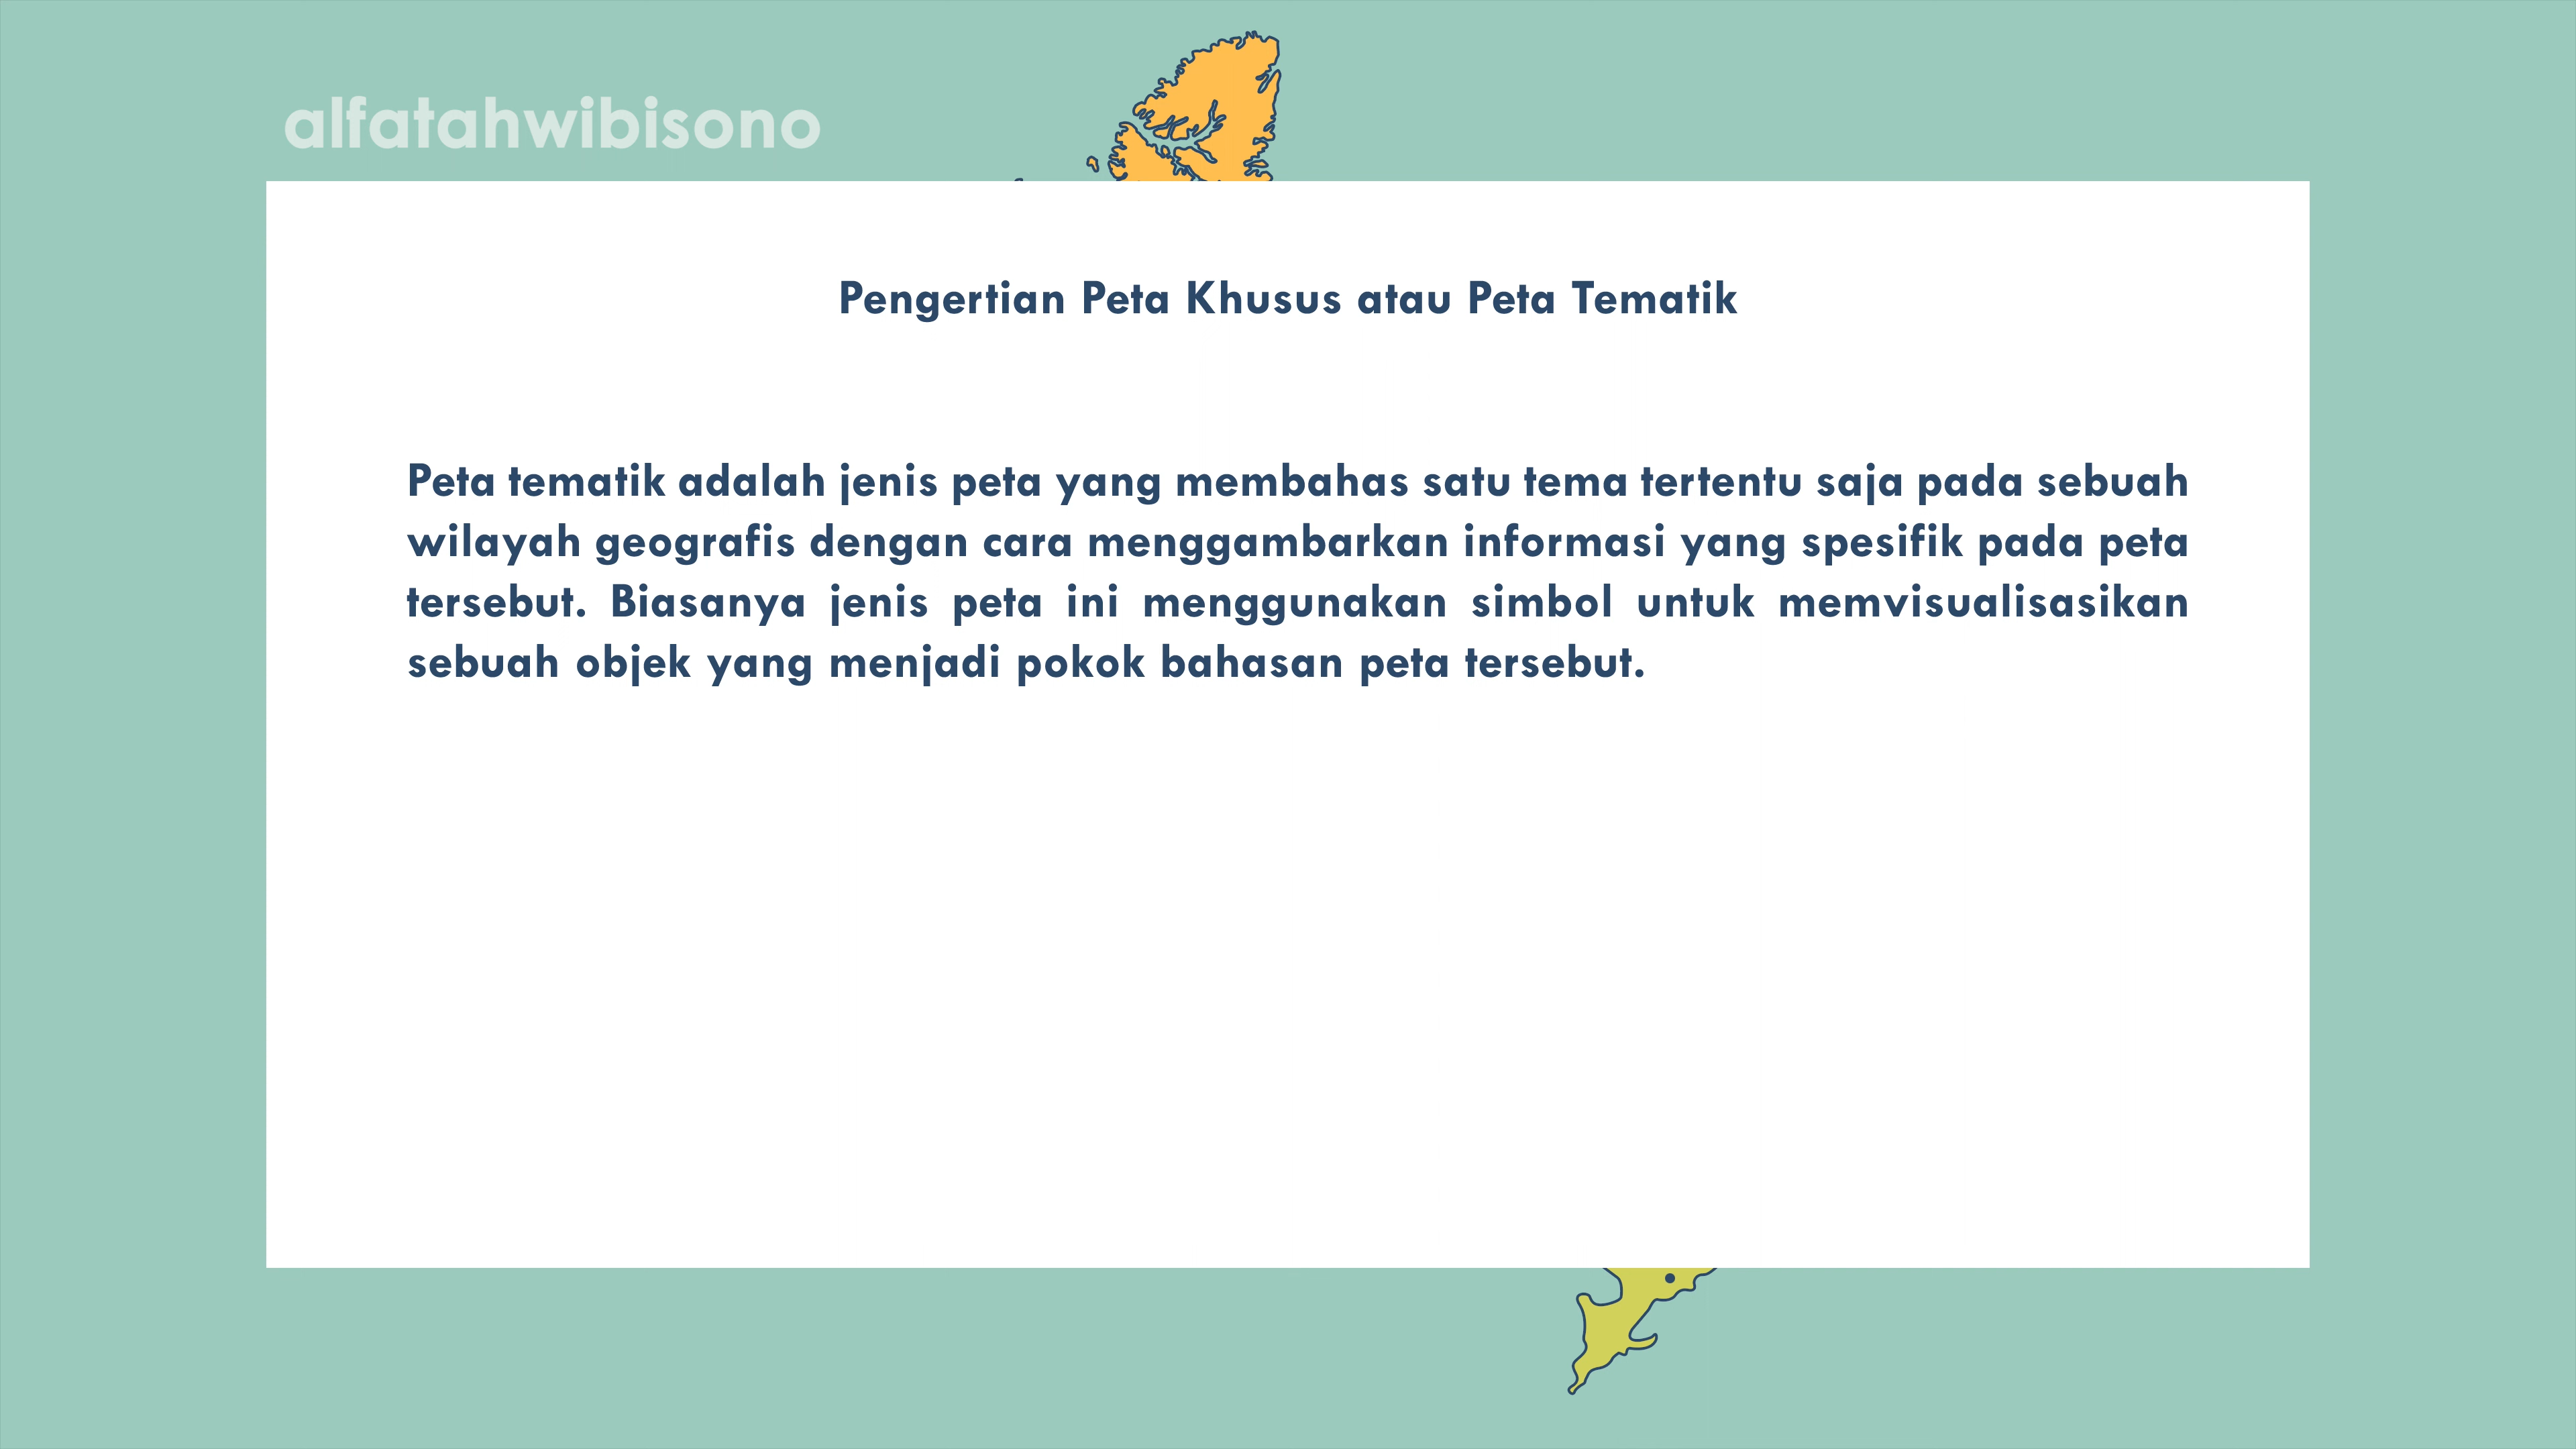 alfatahwibisono
Pengertian Peta Khusus atau Peta Tematik
Peta tematik adalah jenis peta yang membahas satu tema tertentu saja pada sebuah
wilayah geografis dengan cara menggambarkan informasi yang spesifik pada peta
tersebut. Biasanya jenis peta ini menggunakan simbol untuk memvisualisasikan
sebuah objek yang menjadi pokok bahasan peta tersebut.